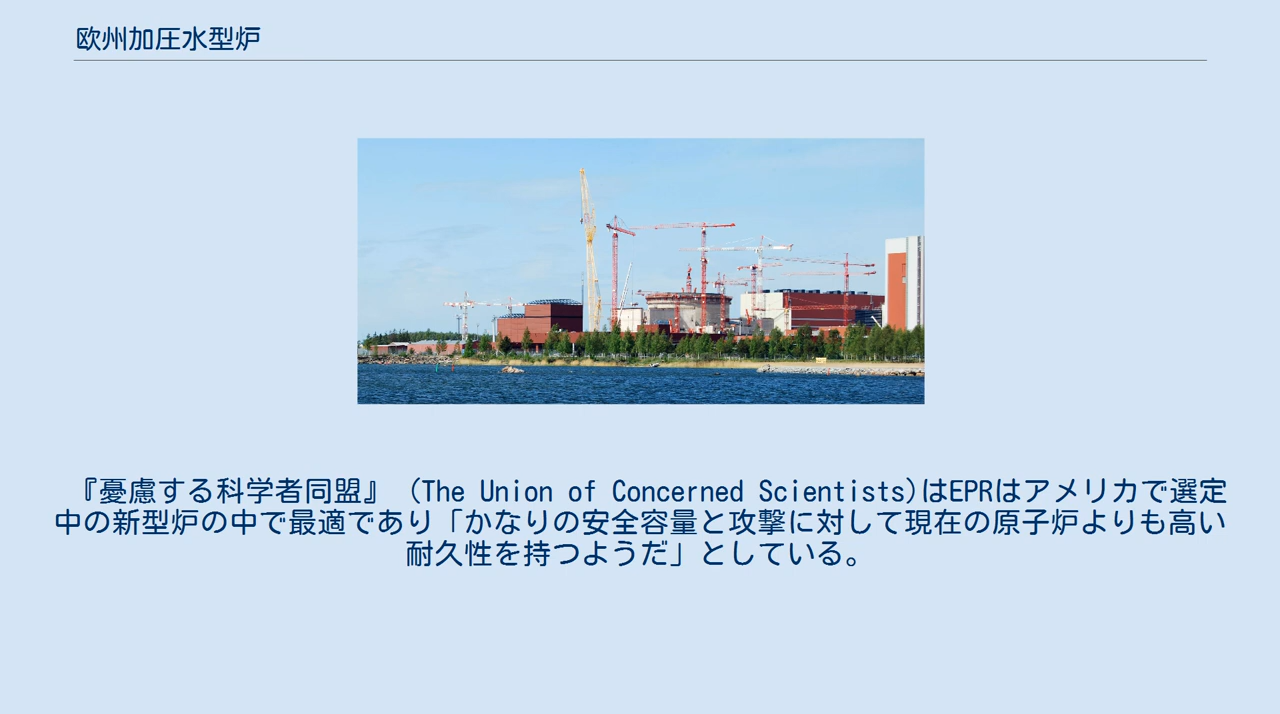 欧州加圧水型炉
『憂慮する科学者同盟』 (The Union of Concerned Scientists)はEPRはアメリカで選定
中の新型炉の中で最適であり「かなりの安全容量と攻撃に対して現在の原子炉よりも高い
耐久性を持つようだ」としている。